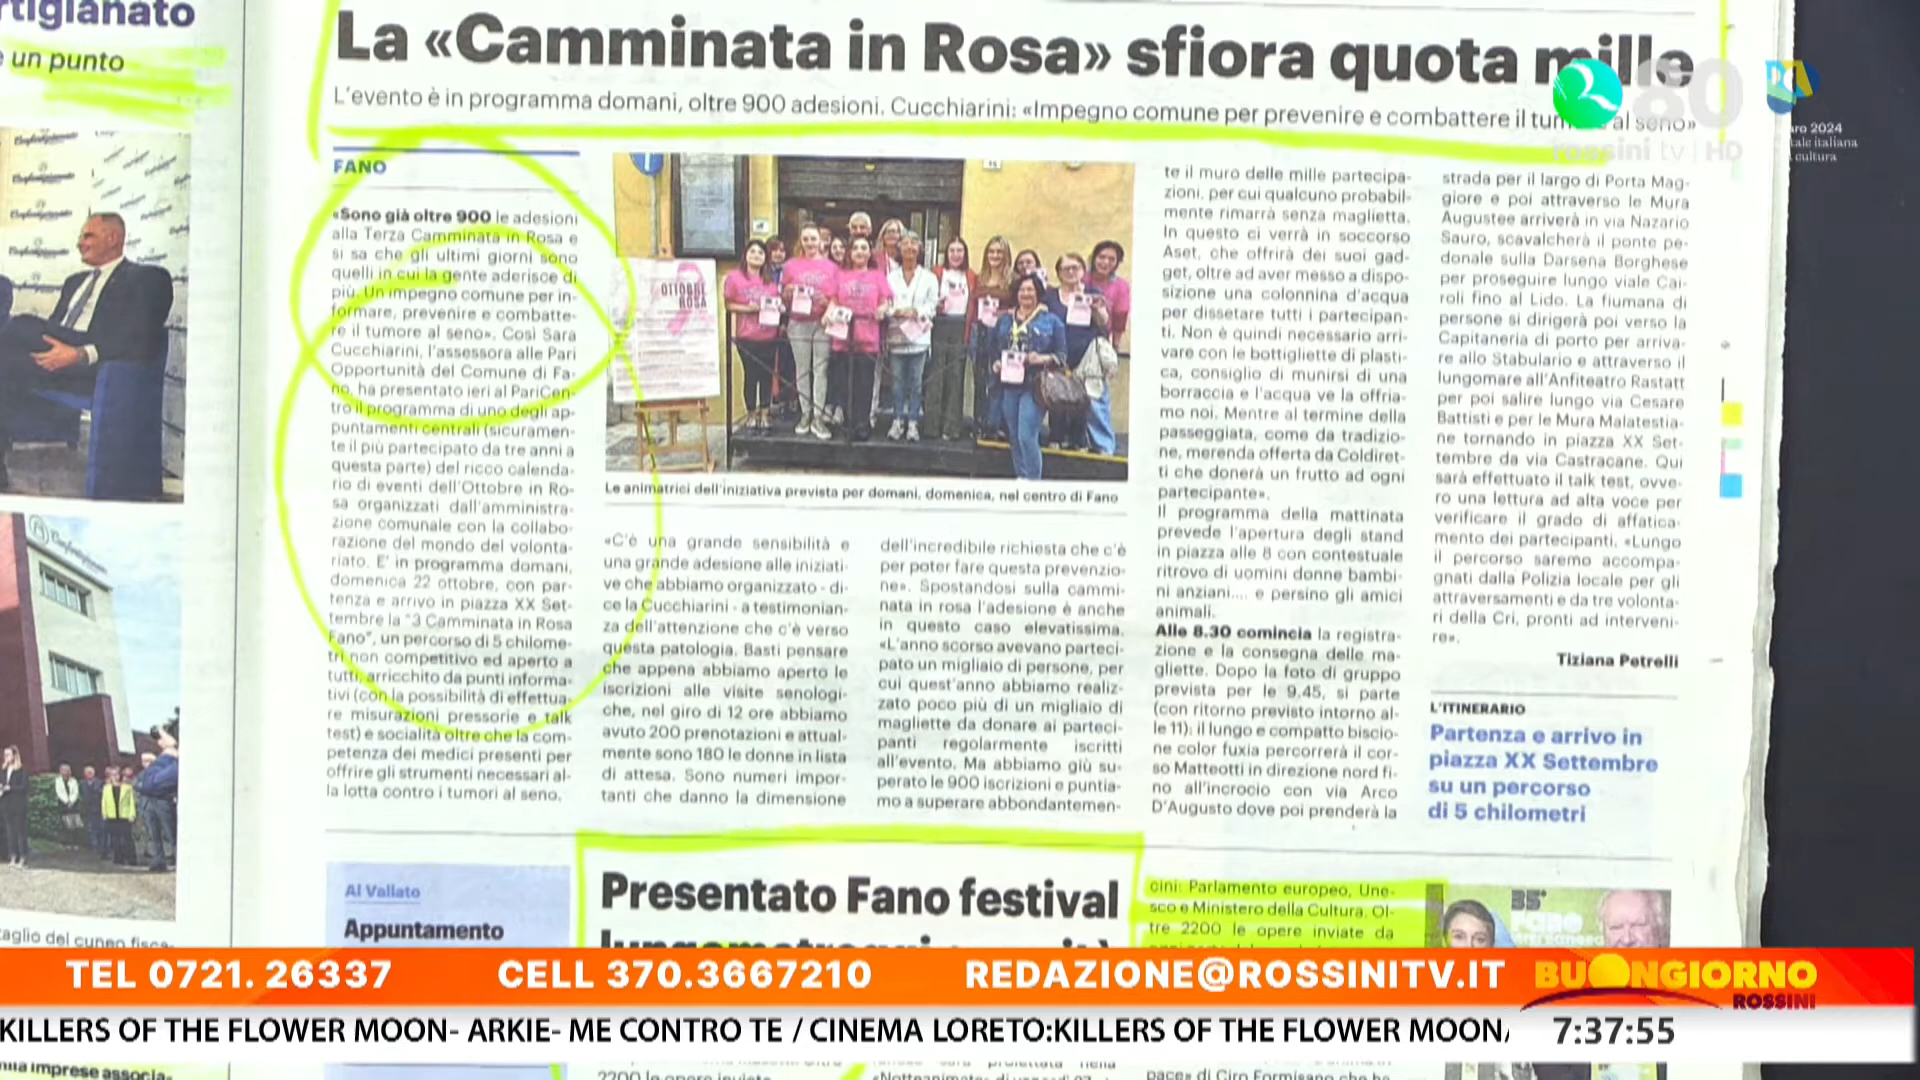 rtigianato
e un punto
La «Camminata in Rosa» sfiora quota mille
L'evento è in programma domani, oltre 900 adesioni. Cucchiarini: «Impegno comune per prevenire e combattere il tumore al seno»
80
rossini tv HD
ro 2024
tale italiana
cultura
FANO
«Sono già oltre 900 le adesioni
alla Terza Camminata in Rosa e
si sa che gli ultimi giorni sono
quelli in cui la gente aderisce di
più. Un impegno comune per in-
formare, prevenire e combatte-
re il tumore al seno». Così Sara
Cucchiarini, l'assessora alle Pari
Opportunità del Comune di Fa-
no, ha presentato ieri al PariCen-
tro il programma di uno degli ap-
puntamenti centrali (sicuramen-
te il più partecipato da tre anni a
questa parte) del ricco calenda-
rio di eventi dell'Ottobre in Ro-
sa organizzati dall'amministra-
zione comunale con la collabo-
razione del mondo del volonta-
riato. E' in programma domani,
domenica 22 ottobre, con par-
tenza e arrivo in piazza XX Set-
tembre la "3 Camminata in Rosa
Fano", un percorso di 5 chilome-
tri non competitivo ed aperto a
tutti, arricchito da punti informa-
tivi (con la possibilità di effettua-
re misurazioni pressorie e talk
test) e socialità oltre che la com-
petenza dei medici presenti per
offrire gli strumenti necessari al-
la lotta contro i tumori al seno.
OTTOBRE
ROSA
Le animatrici dell'iniziativa prevista per domani, domenica, nel centro di Fano
«C'è una grande sensibilità e
una grande adesione alle iniziati-
ve che abbiamo organizzato - di-
ce la Cucchiarini - a testimonian-
za dell'attenzione che c'è verso
questa patologia. Basti pensare
che appena abbiamo aperto le
iscrizioni alle visite senologi-
che, nel giro di 12 ore abbiamo
avuto 200 prenotazioni e attual-
mente sono 180 le donne in lista
di attesa. Sono numeri impor-
tanti che danno la dimensione
dell'incredibile richiesta che c'è
per poter fare questa prevenzio-
ne». Spostandosi sulla cammi-
nata in rosa l'adesione è anche
in questo caso elevatissima.
«L'anno scorso avevano parteci-
pato un migliaio di persone, per
cui quest'anno abbiamo realiz-
zato poco più di un migliaio di
magliette da donare ai parteci-
panti regolarmente iscritti
all'evento. Ma abbiamo giù su-
perato le 900 iscrizioni e puntia-
mo a superare abbondantemen-
te il muro delle mille partecipa-
zioni, per cui qualcuno probabil-
mente rimarrà senza maglietta.
In questo ci verrà in soccorso
Aset, che offrirà dei suoi gad-
get, oltre ad aver messo a dispo-
sizione una colonnina d'acqua
per dissetare tutti i partecipan-
ti. Non è quindi necessario arri-
vare con le bottigliette di plasti-
ca, consiglio di munirsi di una
borraccia e l'acqua ve la offria-
mo noi. Mentre al termine della
passeggiata, come da tradizio-
ne, merenda offerta da Coldiret-
ti che donerà un frutto ad ogni
partecipante».
Il programma della mattinata
prevede l'apertura degli stand
in piazza alle 8 con contestuale
ritrovo di uomini donne bambi-
ni anziani.... e persino gli amici
animali.
Alle 8.30 comincia la registra-
zione e la consegna delle ma-
gliette. Dopo la foto di gruppo
prevista per le 9.45, si parte
(con ritorno previsto intorno al-
le 11): il lungo e compatto biscio-
ne color fuxia percorrerà il cor-
so Matteotti in direzione nord fi-
no all'incrocio con via Arco
D'Augusto dove poi prenderà la
strada per il largo di Porta Mag-
giore e poi attraverso le Mura
Augustee arriverà in via Nazario
Sauro, scavalcherà il ponte pe-
donale sulla Darsena Borghese
per proseguire lungo viale Cai-
roli fino al Lido. La fiumana di
persone si dirigerà poi verso la
Capitaneria di porto per arriva-
re allo Stabulario e attraverso il
lungomare all'Anfiteatro Rastatt
per poi salire lungo via Cesare
Battisti e per le Mura Malatestia-
ne tornando in piazza XX Set-
tembre da via Castracane. Qui
sarà effettuato il talk test, ovve-
ro una lettura ad alta voce per
verificare il grado di affatica-
mento dei partecipanti. «Lungo
il percorso saremo accompa-
gnati dalla Polizia locale per gli
attraversamenti e da tre volonta-
ri della Cri, pronti ad interveni-
re».
Tiziana Petrelli
L'ITINERARIO
Partenza e arrivo in
piazza XX Settembre
su un percorso
di 5 chilometri
Al Vallato
Appuntamento
Presentato Fano festival
cini: Parlamento europeo, Une-
sco e Ministero della Cultura. Ol-
tre 2200 le opere inviate da
35°
taglio del cuneo fisca-
TEL 0721. 26337 CELL 370.3667210 REDAZIONE@ROSSINITV.IT
BUONGIORNO
ROSSINI
KILLERS OF THE FLOWER MOON- ARKIE- ME CONTRO TE / CINEMA LORETO:KILLERS OF THE FLOWER MOON
7:37:55
imprese associa-
2200 le opere inviate
pace» di Ciro Formisano che ha